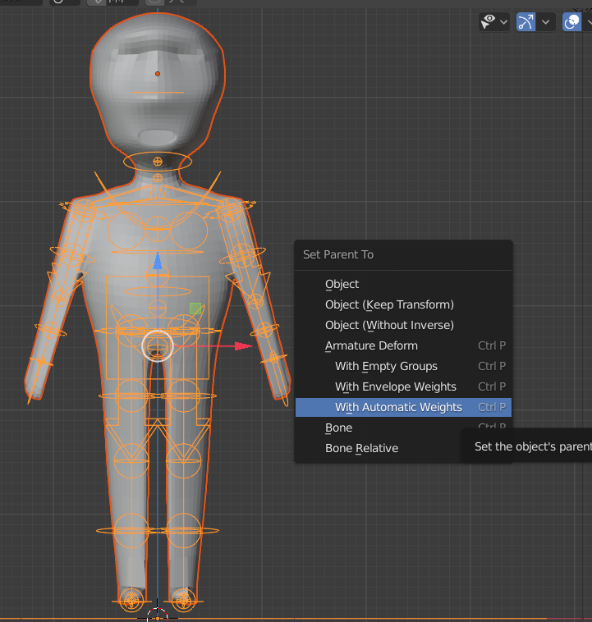 Set Parent To
Object
Object (Keep Transform)
Object (Without Inverse)
Armature Deform Ctrl P
With Empty Groups Ctrl P
With Envelope Weights Ctrl P
With Automatic Weights Ctrl P
Bone Ctrl P
Bone Relative
Set the object's parent